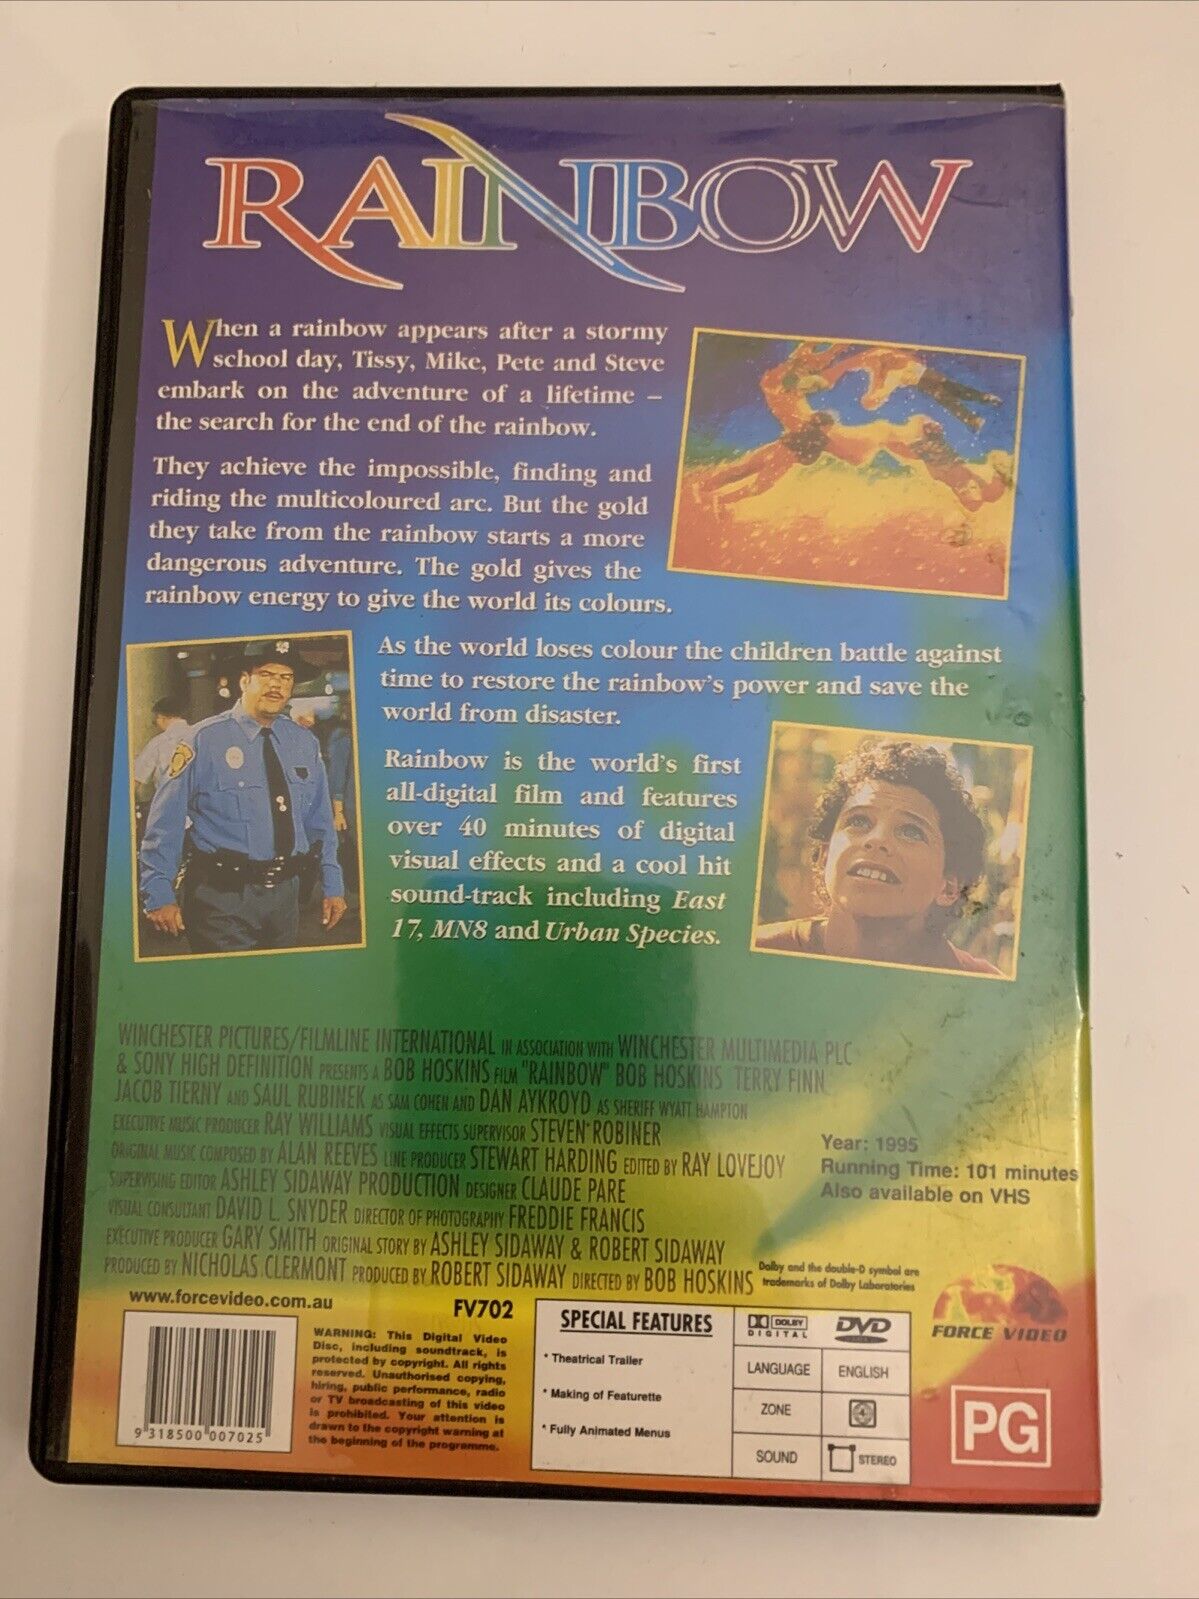 RAINBOW
When a rainbow appears after a stormy
school day, Tissy, Mike, Pete and Steve
embark on the adventure of a lifetime –
the search for the end of the rainbow.
They achieve the impossible, finding and
riding the multicoloured arc. But the gold
they take from the rainbow starts a more
dangerous adventure. The gold gives the
rainbow energy to give the world its colours.
As the world loses colour the children battle against
time to restore the rainbow's power and save the
world from disaster.
Rainbow is the world's first
all-digital film and features
over 40 minutes of digital
visual effects and a cool hit
sound-track including East
17, MN8 and Urban Species.
WINCHESTER PICTURES/FILMLINE INTERNATIONAL IN ASSOCIATION WITH WINCHESTER MULTIMEDIA PLC
& SONY HIGH DEFINITION PRESENTS A BOB HOSKINS FILM "RAINBOW" BOB HOSKINS TERRY FINN
JACOB TIERNY AND SAUL RUBINEK AS SAM COHEN AND DAN AYKROYD AS SHERIFF WYATT HAMPTON
EXECUTIVE MUSIC PRODUCER RAY WILLIAMS VISUAL EFFECTS SUPERVISOR STEVEN ROBINER
ORIGINAL MUSIC COMPOSED BY ALAN REEVES LINE PRODUCER STEWART HARDING EDITED BY RAY LOVEJOY
SUPERVISING EDITOR ASHLEY SIDAWAY PRODUCTION DESIGNER CLAUDE PARE
VISUAL CONSULTANT DAVID L. SNYDER DIRECTOR OF PHOTOGRAPHY FREDDIE FRANCIS
EXECUTIVE PRODUCER GARY SMITH ORIGINAL STORY BY ASHLEY SIDAWAY & ROBERT SIDAWAY
PRODUCED BY NICHOLAS CLERMONT PRODUCED BY ROBERT SIDAWAY DIRECTED BY BOB HOSKINS
Year: 1995
Running Time: 101 minutes
Also available on VHS
Dolby and the double-D symbol are
trademarks of Dolby Laboratories
www.forcevideo.com.au
FV702
9 318500 007025
WARNING: This Digital Video
Disc, including soundtrack, is
protected by copyright. All rights
reserved. Unauthorised copying,
hiring, public performance, radio
or TV broadcasting of this video
is prohibited. Your attention is
drawn to the copyright warning at
the beginning of the programme.
SPECIAL FEATURES
* Theatrical Trailer
* Making of Featurette
* Fully Animated Menus
DOLBY
DIGITAL
DVD
LANGUAGE ENGLISH
ZONE 4
SOUND STEREO
FORCE VIDEO
PG